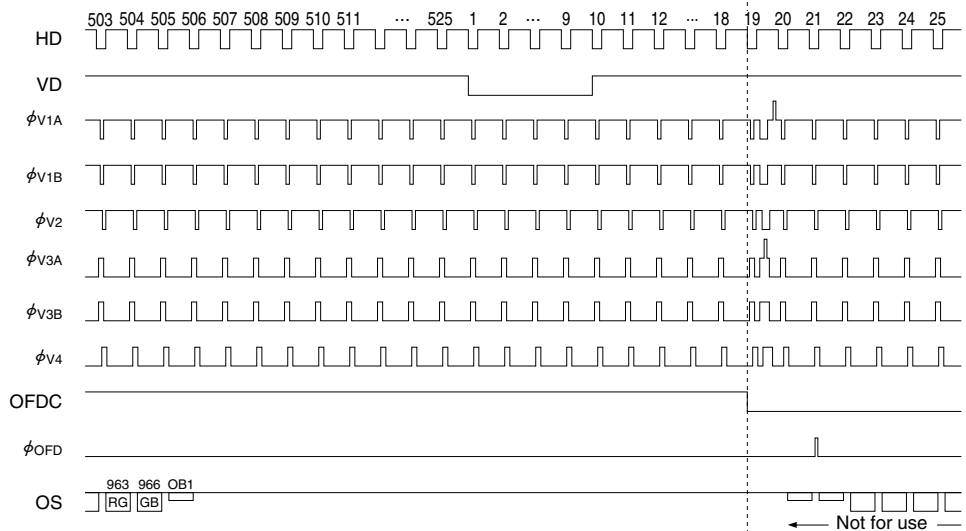 503 504 505 506 507 508 509 510 511 ... 525 1 2 ... 9 10 11 12 ... 18 19 20 21 22 23 24 25
HD
VD
ϕV1A
ϕV1B
ϕV2
ϕV3A
ϕV3B
ϕV4
OFDC
ϕOFD
963 966 OB1
OS RG GB
Not for use